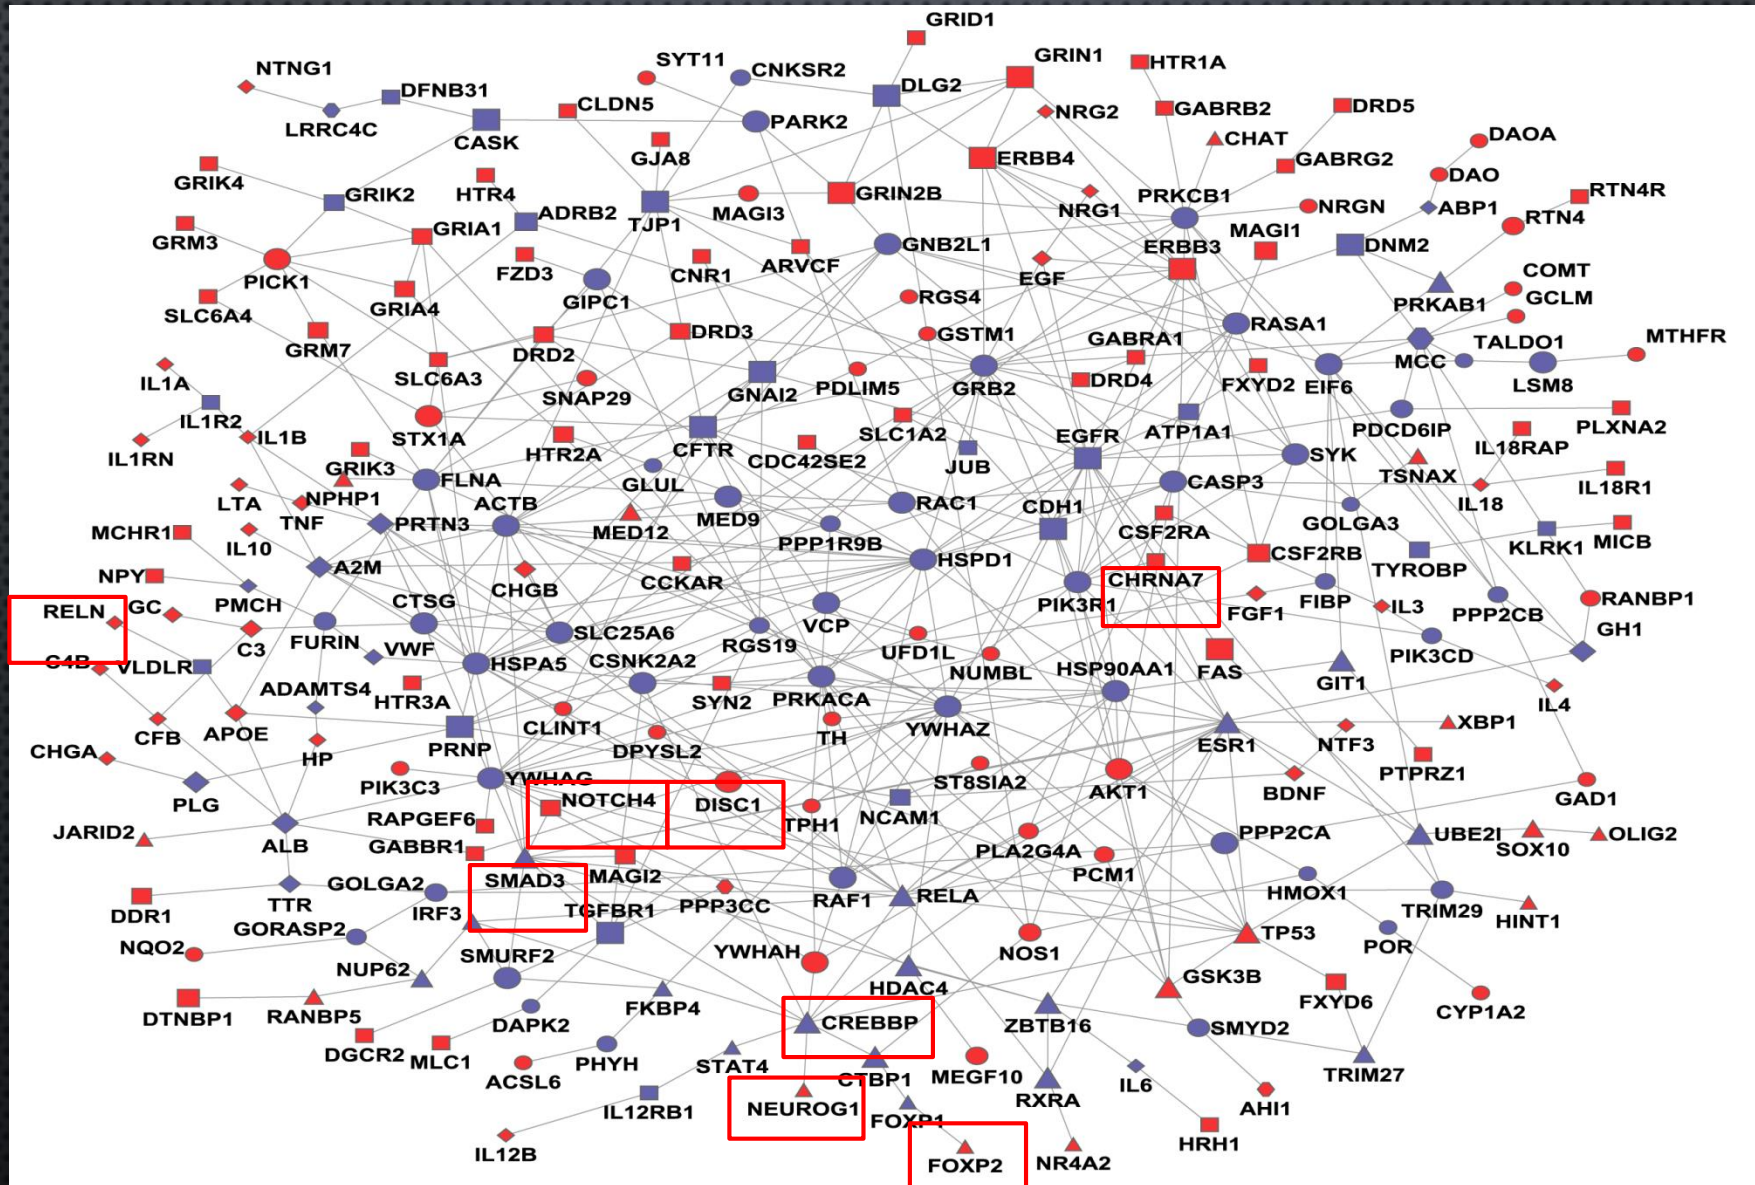 GRID1
NTNG1
SYT11
CNKSR2
GRIN1
HTR1A
DFNB31
CLDN5
DLG2
NRG2
GABRB2
DRD5
LRRC4C
CASK
PARK2
CHAT
DAOA
GJA8
ERBB4
GABRG2
GRIK4
HTR4
GRIK2
GRIN2B
DAO
RTN4R
MAGI3
NRG1
PRKCB1
NRGN
ABP1
GRM3
ADRB2
TJP1
RTN4
GRIA1
GNB2L1
ERBB3
MAGI1
DNM2
FZD3
CNR1
ARVCF
EGF
COMT
PICK1
GIPC1
RGS4
PRKAB1
GCLM
SLC6A4
GRIA4
GSTM1
RASA1
GABRA1
TALDO1
MTHFR
GRM7
DRD2
DRD3
MCC
IL1A
SLC6A3
SNAP29
GNAI2
PDLIM5
GRB2
DRD4
FXYD2
EIF6
LSM8
IL1R2
STX1A
SLC1A2
EGFR
ATP1A1
PDCD6IP
PLXNA2
IL1B
IL1RN
HTR2A
CFTR
CDC42SE2
JUB
SYK
IL18RAP
GRIK3
FLNA
GLUL
CASP3
TSNAX
LTA
NPHP1
ACTB
IL18
IL18R1
TNF
PRTN3
MED9
RAC1
CDH1
GOLGA3
MCHR1
IL10
MED12
PPP1R9B
CSF2RA
KLRK1
MICB
A2M
HSPD1
CSF2RB
TYROBP
NPY
CHGB
CCKAR
CHRNA7
PMCH
CTSG
PIK3R1
FGF1
FIBP
IL3
PPP2CB
RANBP1
RELN
GC
FURIN
SLC25A6
VCP
C3
VWF
RGS19
UFD1L
GH1
C4B
VLDLR
HSPA5
CSNK2A2
NUMBL
HSP90AA1
FAS
PIK3CD
ADAMTS4
HTR3A
SYN2
PRKACA
GIT1
IL4
CFB
APOE
CLINT1
TH
YWHAZ
XBP1
HP
PRNP
DPYSL2
ESR1
NTF3
CHGA
PLG
PIK3C3
YWHAG
ST8SIA2
AKT1
BDNF
PTPRZ1
GAD1
NOTCH4
DISC1
RAPGEF6
TPH1
NCAM1
JARID2
ALB
GABBR1
PLA2G4A
PPP2CA
UBE2I
SOX10
OLIG2
SMAD3
MAGI2
PCM1
GOLGA2
PPP3CC
RAF1
RELA
HMOX1
DDR1
TTR
IRF3
TGFBR1
TRIM29
HINT1
GORASP2
TP53
NQO2
SMURF2
YWHAH
NOS1
POR
NUP62
GSK3B
HDAC4
FXYD6
DTNBP1
RANBP5
DAPK2
FKBP4
CREBBP
ZBTB16
SMYD2
CYP1A2
DGCR2
MLC1
PHYH
STAT4
CTBP1
MEGF10
TRIM27
ACSL6
IL12RB1
NEUROG1
FOXP1
RXRA
IL6
AHI1
IL12B
FOXP2
NR4A2
HRH1